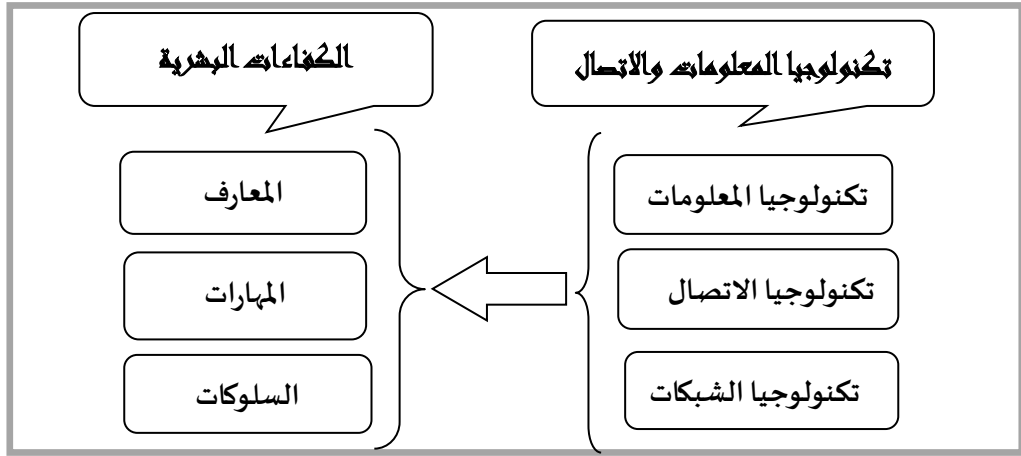 تكنولوجيا المعلومات والاتصال
الكفاءات البشرية
تكنولوجيا المعلومات
المعارف
تكنولوجيا الاتصال
المهارات
تكنولوجيا الشبكات
السلوكات